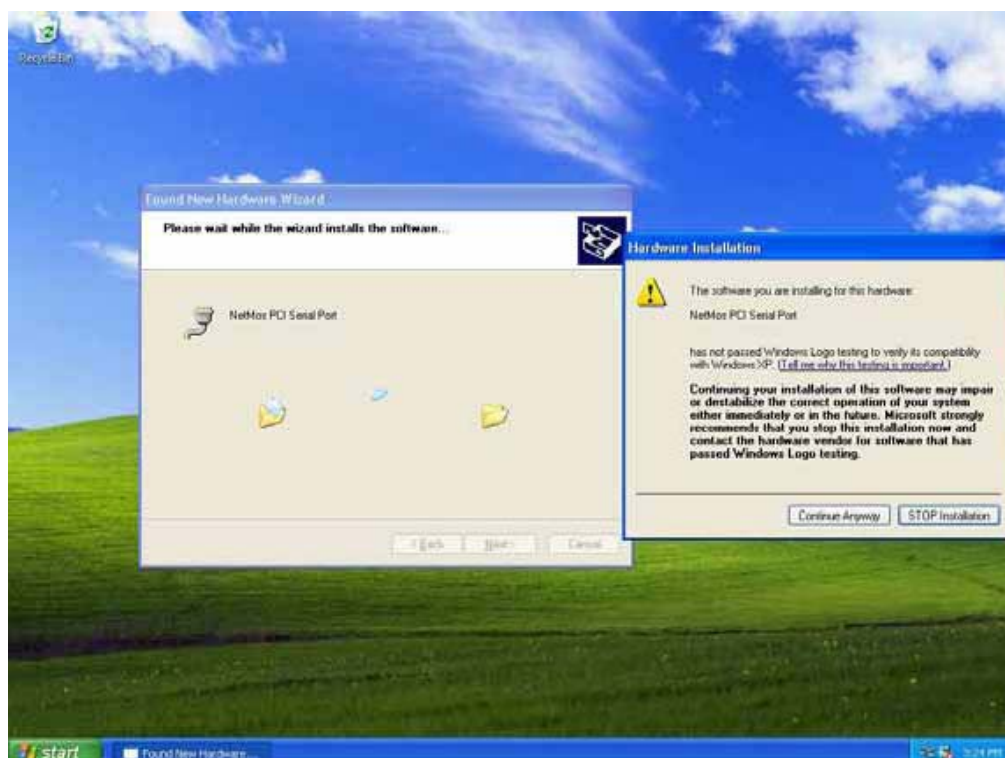 Recycle Bin
Found New Hardware Wizard
Please wait while the wizard installs the software...
NetMos PCI Serial Port
< Back
Next >
Cancel
Hardware Installation
The software you are installing for this hardware:
NetMos PCI Serial Port
has not passed Windows Logo testing to verify its compatibility
with Windows XP. (Tell me why this testing is important.)
Continuing your installation of this software may impair
or destabilize the correct operation of your system
either immediately or in the future. Microsoft strongly
recommends that you stop this installation now and
contact the hardware vendor for software that has
passed Windows Logo testing.
Continue Anyway
STOP Installation
start
Found New Hardware...
3:24 PM